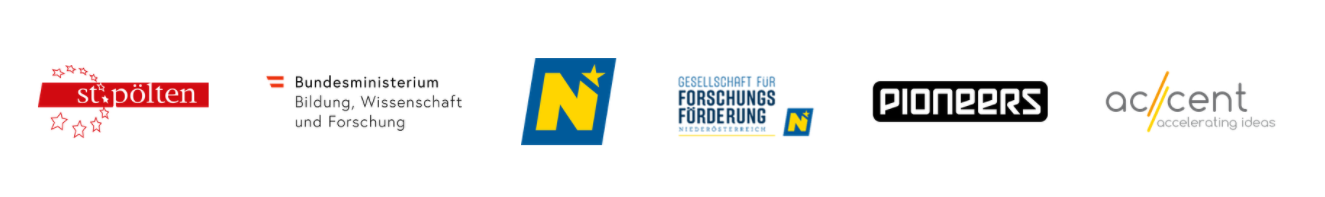 st.pölten
Bundesministerium
Bildung, Wissenschaft
und Forschung
N
GESELLSCHAFT FÜR
FORSCHUNGS
FÖRDERUNG
NIEDERÖSTERREICH
N
PIONEERS
ac//cent
accelerating ideas